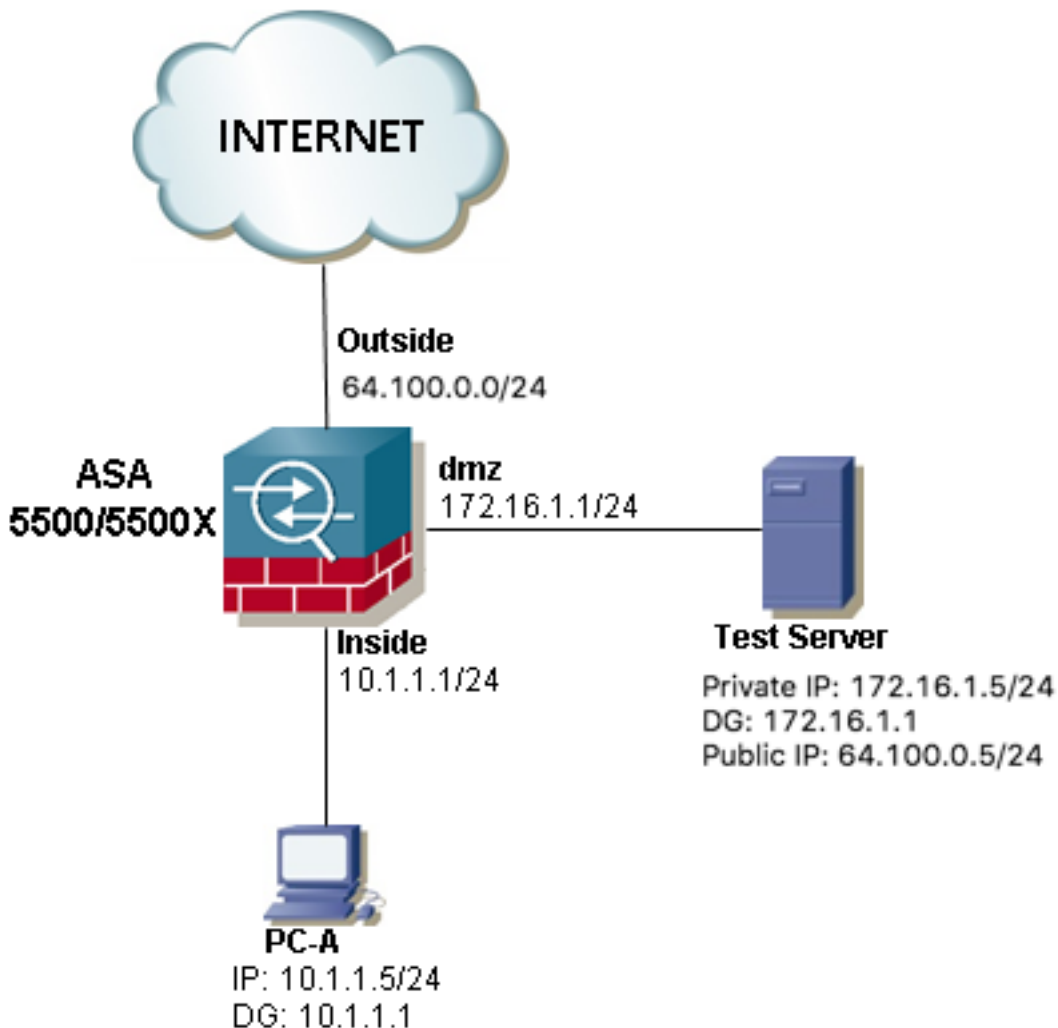 INTERNET
Outside
64.100.0.0/24
ASA
5500/5500X
dmz
172.16.1.1/24
Inside
10.1.1.1/24
Test Server
Private IP: 172.16.1.5/24
DG: 172.16.1.1
Public IP: 64.100.0.5/24
PC-A
IP: 10.1.1.5/24
DG: 10.1.1.1